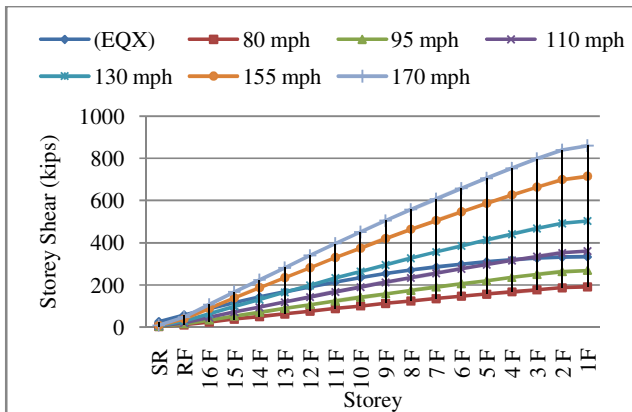 (EQX) 80 mph 95 mph 110 mph
130 mph 155 mph 170 mph
1000
800
600
400
200
0
Storey Shear (kips)
SR RF 16 F 15 F 14 F 13 F 12 F 11 F 10 F 9 F 8 F 7 F 6 F 5 F 4 F 3 F 2 F 1F
Storey